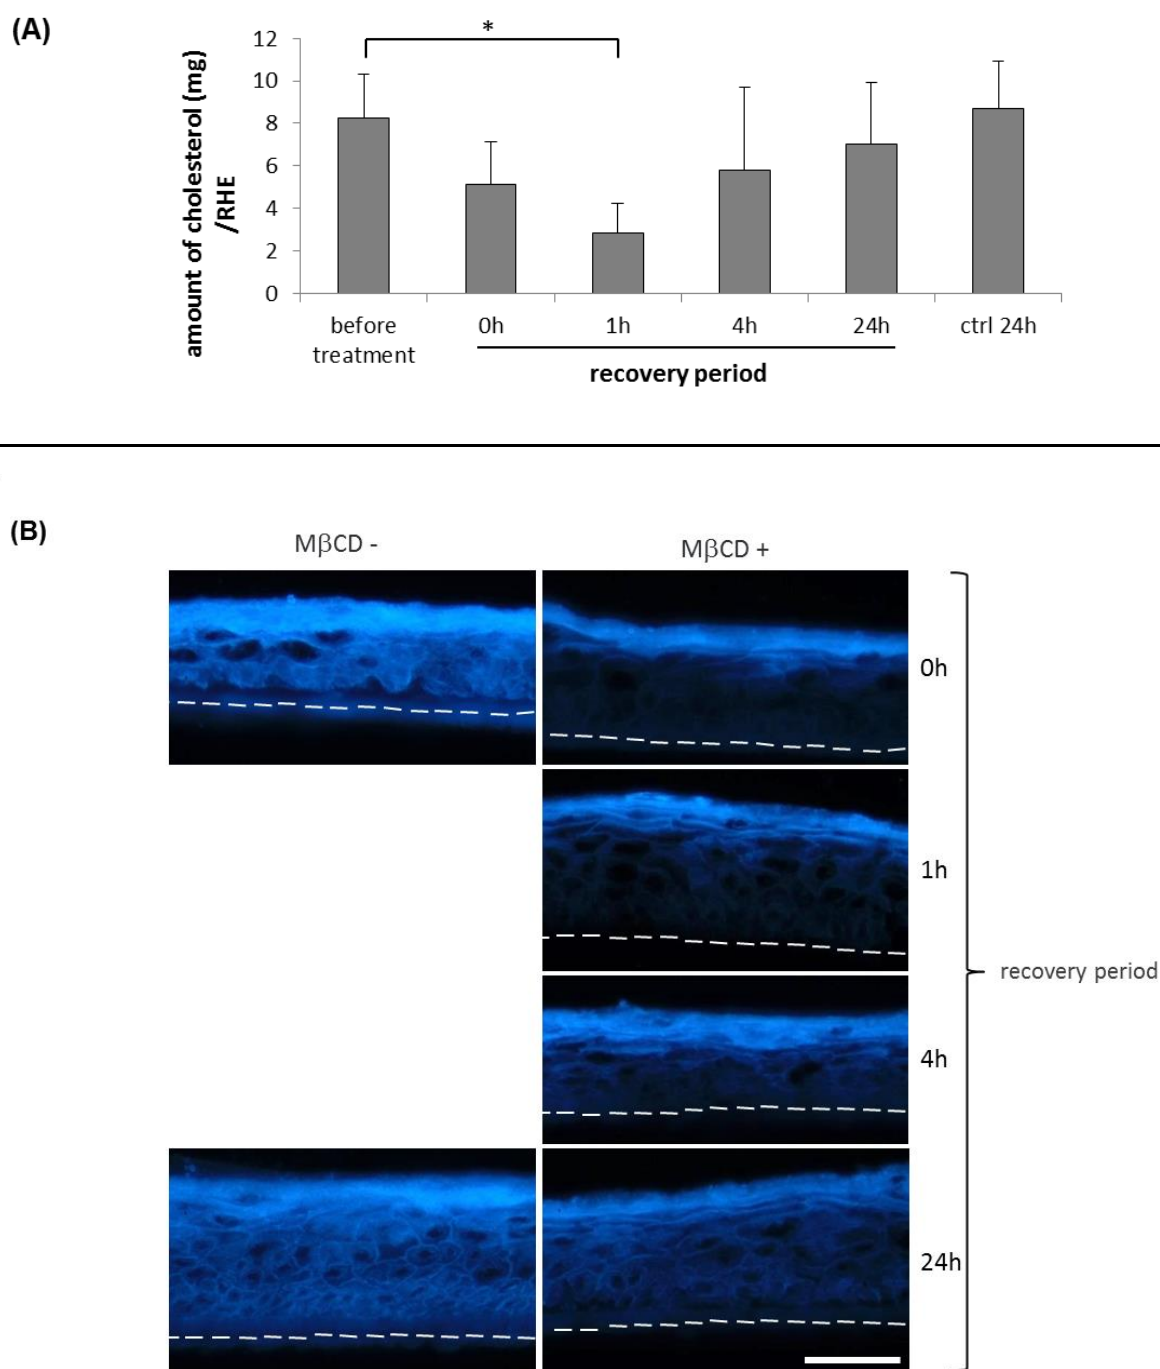 (A)
amount of cholesterol (mg)
/RHE
12
10
8
6
4
2
0
*
before
treatment
0h
1h
4h
24h
ctrl 24h
recovery period
(B)
MβCD -
MβCD +
0h
1h
4h
24h
recovery period